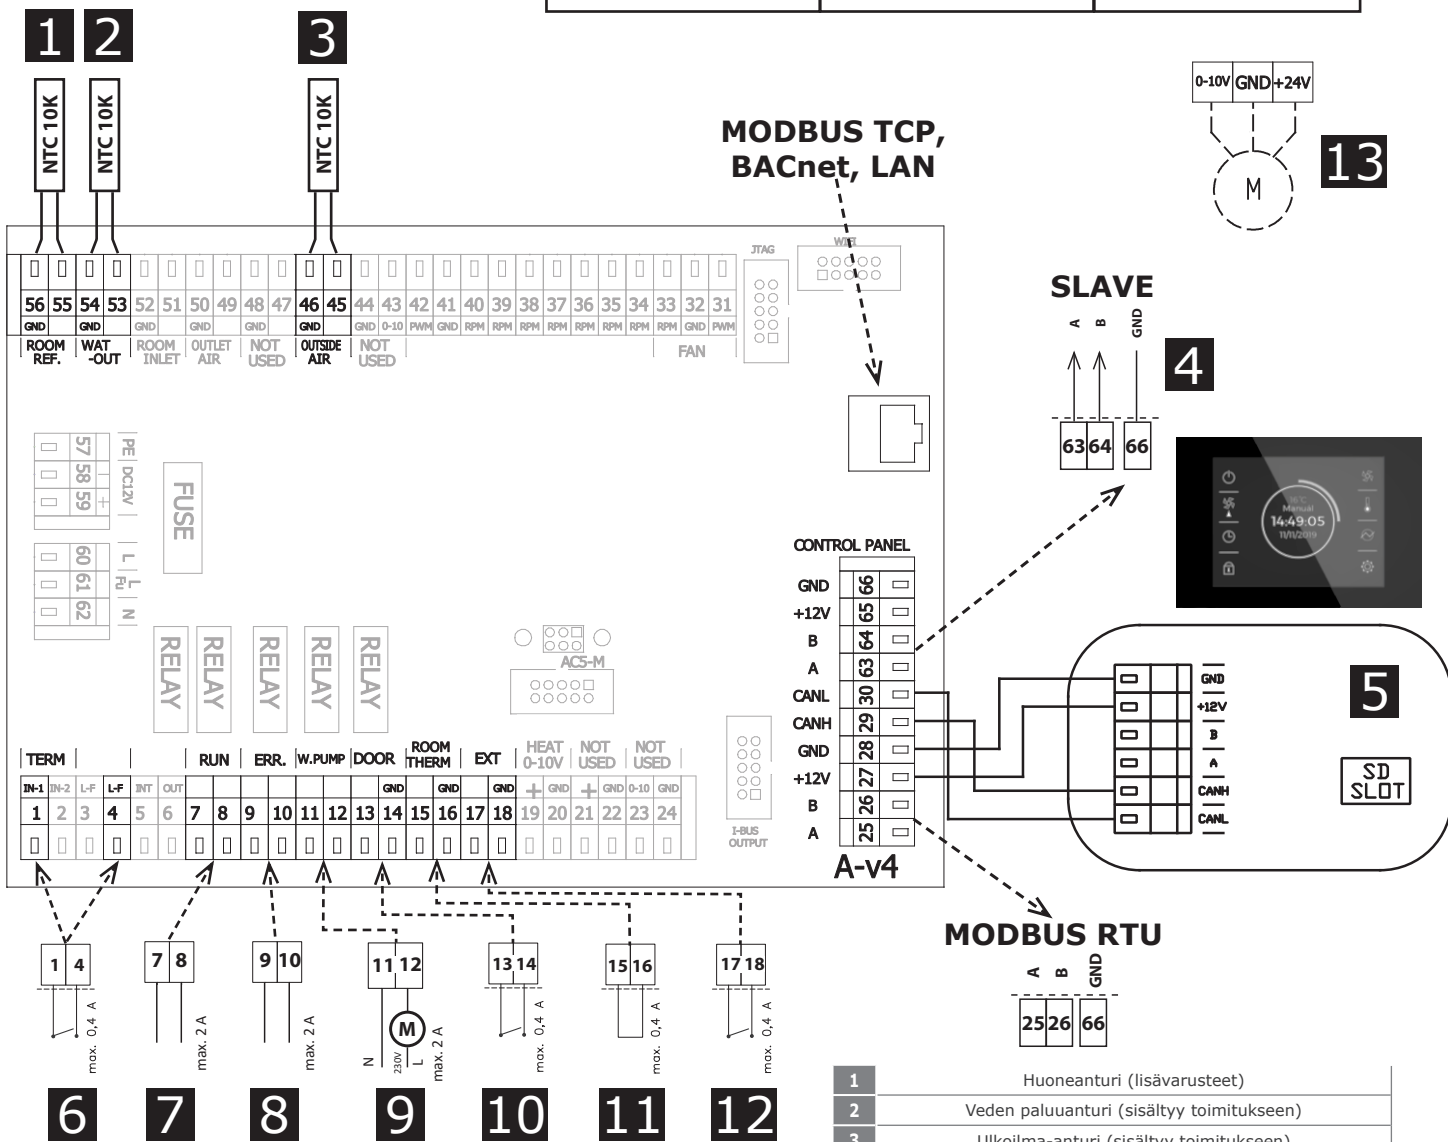 1 2 3
NTC 10K NTC 10K NTC 10K
0-10V GND +24V
M
13
MODBUS TCP,
BACnet, LAN
JTAG WIFI
56 55 54 53 52 51 50 49 48 47 46 45 44 43 42 41 40 39 38 37 36 35 34 33 32 31
GND GND GND GND GND GND GND 0-10 PWM GND RPM RPM RPM RPM RPM RPM RPM RPM GND PWM
ROOM REF.
WAT -OUT
ROOM INLET
OUTLET AIR
NOT USED
OUTSIDE AIR
NOT USED
FAN
SLAVE
A B GND
4
63 64 66
57 PE
58 – DC12V
59 +
60 L
61 L FU
62 N
FUSE
RELAY RELAY RELAY RELAY RELAY
AC5-M
16°C
Manual
14:49:05
11/11/2019
CONTROL PANEL
GND 66
+12V 65
B 64
A 63
CANL 30
CANH 29
GND 28
+12V 27
B 26
A 25
A-v4
I-BUS
OUTPUT
5
GND
+12V
B
A
CANH
CANL
SD
SLOT
TERM
RUN
ERR.
W.PUMP
DOOR
ROOM THERM
EXT
HEAT 0-10V
NOT USED
NOT USED
IN-1 IN-2 L-F L-F INT OUT GND GND GND + GND + GND 0-10 GND
1 2 3 4 5 6 7 8 9 10 11 12 13 14 15 16 17 18 19 20 21 22 23 24
MODBUS RTU
A B GND
25 26 66
1 4
max. 0,4 A
7 8
max. 2 A
9 10
max. 2 A
11 12
M
N 230V L
max. 2 A
13 14
max. 0,4 A
15 16
max. 0,4 A
17 18
max. 0,4 A
6 7 8 9 10 11 12
1 Huoneanturi (lisävarusteet)
2 Veden paluuanturi (sisältyy toimitukseen)
3 Ulkoilma-anturi (sisältyy toimitukseen)